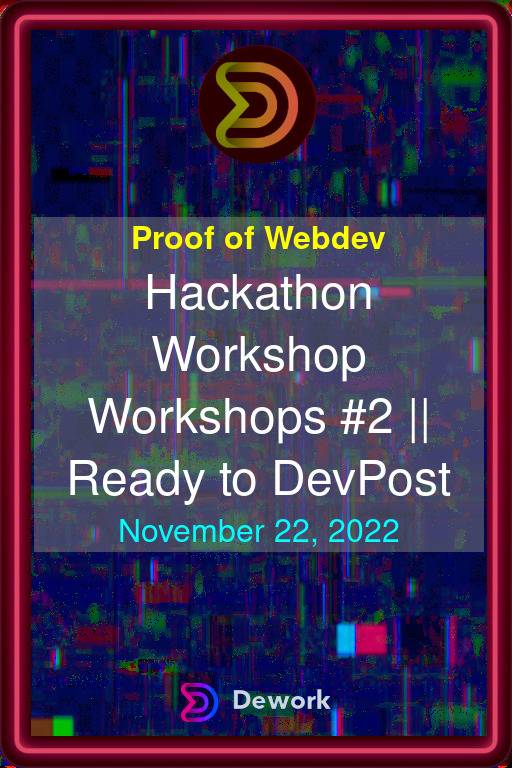 Proof of Webdev
Hackathon
Workshop
Workshops #2 ||
Ready to DevPost
November 22, 2022
Dework